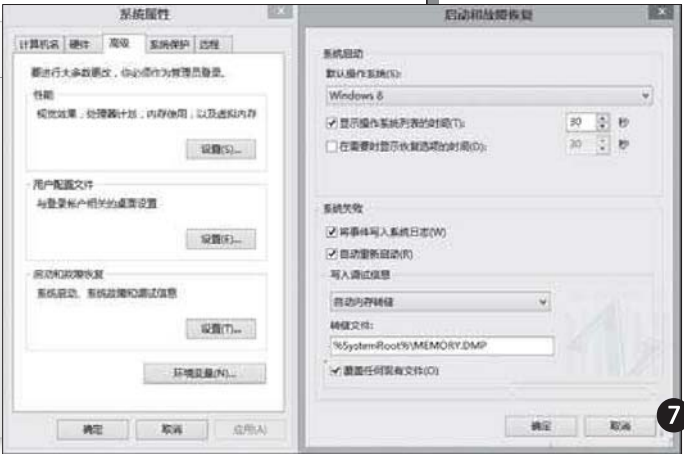 系统属性
计算机名 硬件 高级 系统保护 远程
要进行大多数更改，你必须作为管理员登录。
性能
视觉效果，处理器计划，内存使用，以及虚拟内存
设置(S)...
用户配置文件
与登录帐户相关的桌面设置
设置(E)...
启动和故障恢复
系统启动、系统故障和调试信息
设置(T)...
环境变量(N)...
确定 取消 应用(A)
启动和故障恢复
系统启动
默认操作系统(S):
Windows 8
显示操作系统列表的时间(T): 30 秒
在需要时显示恢复选项的时间(D): 30 秒
系统失败
将事件写入系统日志(W)
自动重新启动(R)
写入调试信息
自动内存转储
转储文件:
%SystemRoot%\MEMORY.DMP
覆盖任何现有文件(O)
确定 取消
7